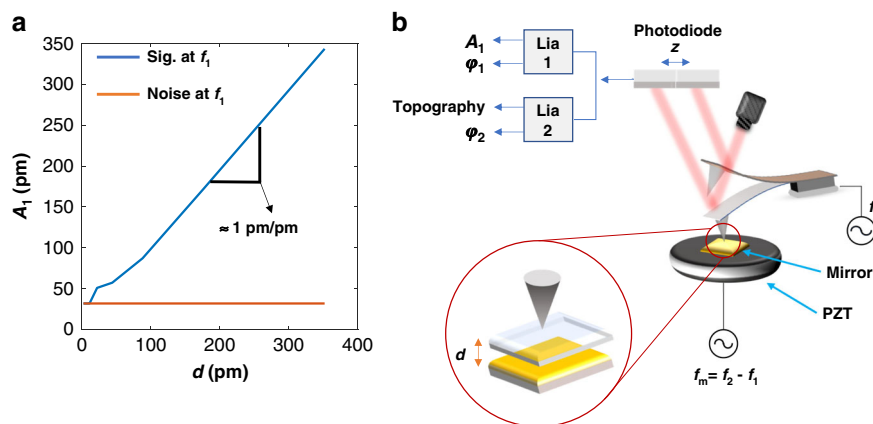 a
350
300
250
200
150
100
50
0
A₁ (pm)
Sig. at f₁
Noise at f₁
≈ 1 pm/pm
0 100 200 300 400
d (pm)
b
Photodiode
z
A₁
φ₁
Lia
1
Topography
φ₂
Lia
2
f
Mirror
PZT
d
fₘ= f₂ - f₁